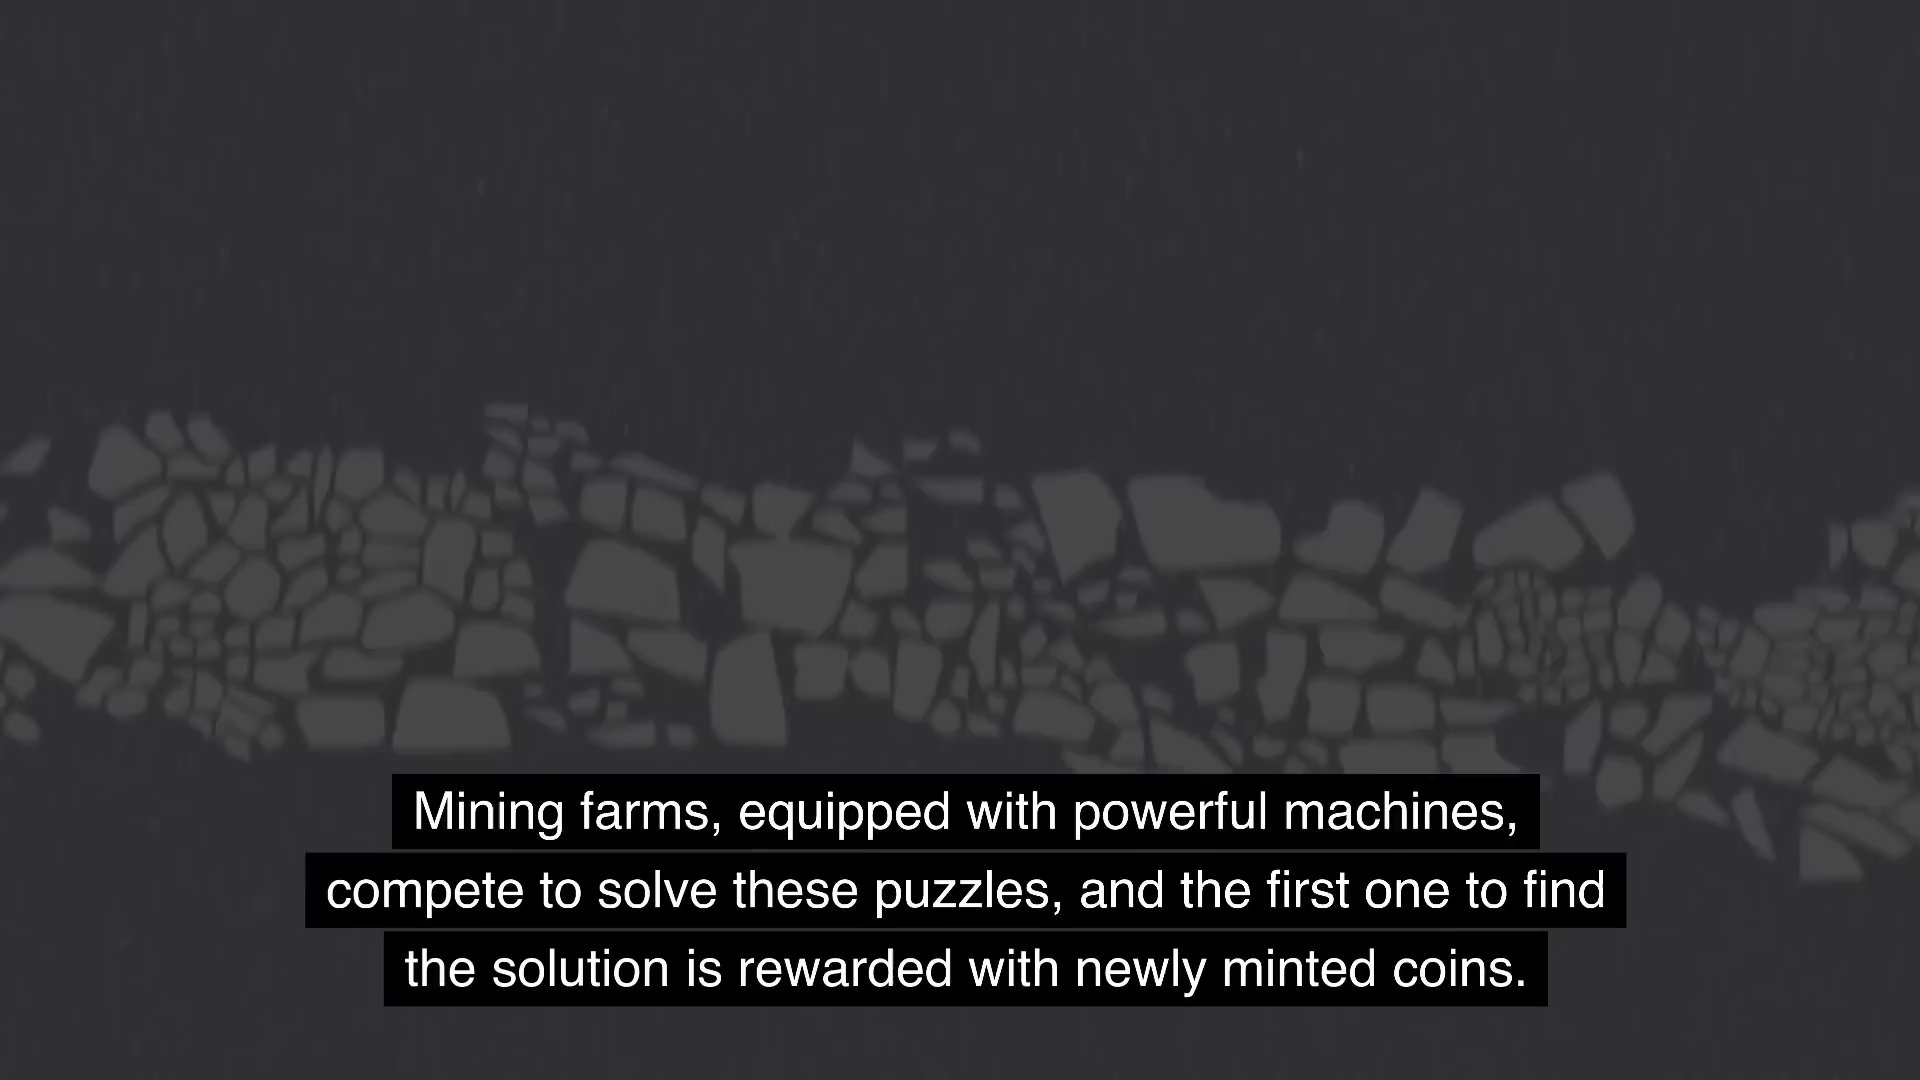 Mining farms, equipped with powerful machines,
compete to solve these puzzles, and the first one to find
the solution is rewarded with newly minted coins.